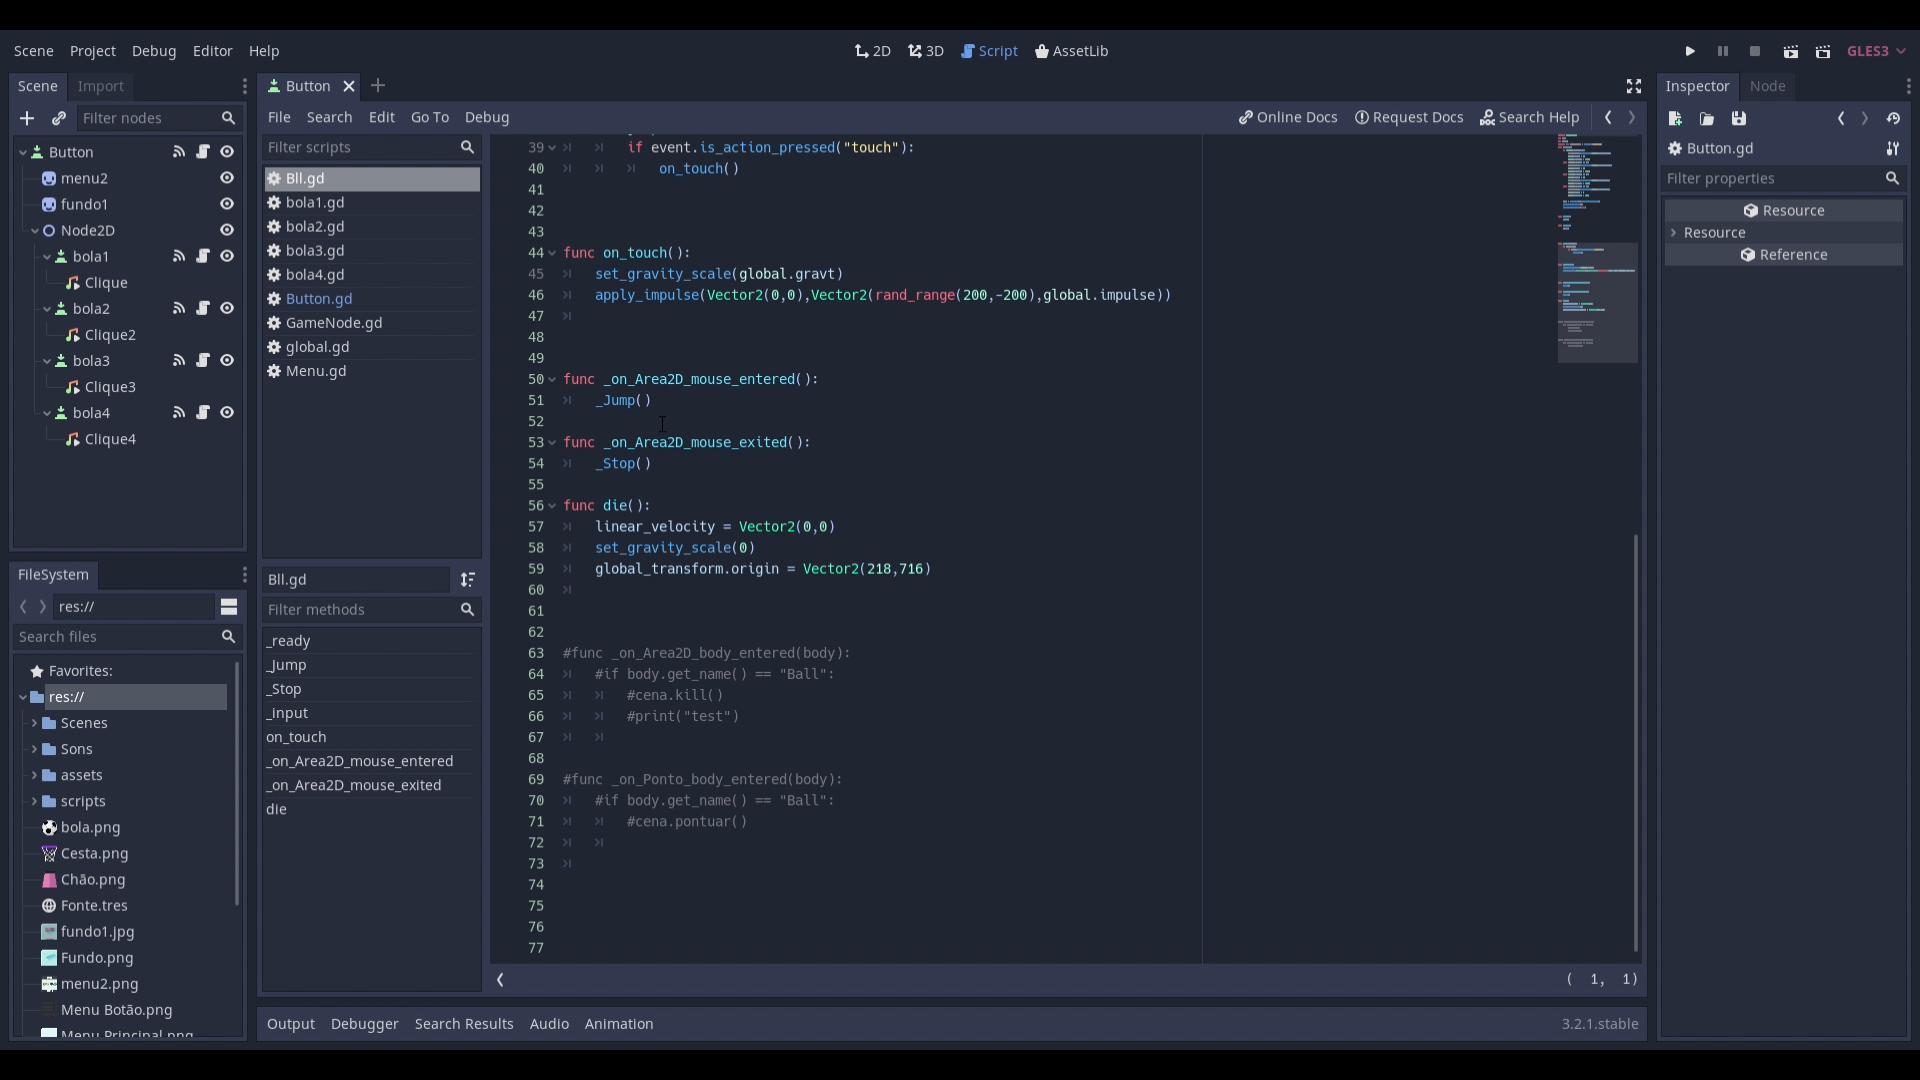 Scene Project Debug Editor Help
2D 3D Script AssetLib
GLES3
Scene Import
Filter nodes
Button
menu2
fundo1
Node2D
bola1
Clique
bola2
Clique2
bola3
Clique3
bola4
Clique4
FileSystem
res://
Search files
Favorites:
res://
Scenes
Sons
assets
scripts
bola.png
Cesta.png
Chão.png
Fonte.tres
fundo1.jpg
Fundo.png
menu2.png
Menu Botão.png
Menu Principal.png
Button
File Search Edit Go To Debug
Online Docs Request Docs Search Help
Filter scripts
Bll.gd
bola1.gd
bola2.gd
bola3.gd
bola4.gd
Button.gd
GameNode.gd
global.gd
Menu.gd
Bll.gd
Filter methods
_ready
_Jump
_Stop
_input
on_touch
_on_Area2D_mouse_entered
_on_Area2D_mouse_exited
die
39 if event.is_action_pressed("touch"):
40 on_touch()
41
42
43
44 func on_touch():
45 set_gravity_scale(global.gravt)
46 apply_impulse(Vector2(0,0),Vector2(rand_range(200,-200),global.impulse))
47
48
49
50 func _on_Area2D_mouse_entered():
51 _Jump()
52
53 func _on_Area2D_mouse_exited():
54 _Stop()
55
56 func die():
57 linear_velocity = Vector2(0,0)
58 set_gravity_scale(0)
59 global_transform.origin = Vector2(218,716)
60
61
62
63 #func _on_Area2D_body_entered(body):
64 #if body.get_name() == "Ball":
65 #cena.kill()
66 #print("test")
67
68
69 #func _on_Ponto_body_entered(body):
70 #if body.get_name() == "Ball":
71 #cena.pontuar()
72
73
74
75
76
77
( 1, 1)
Output Debugger Search Results Audio Animation
3.2.1.stable
Inspector Node
Button.gd
Filter properties
Resource
Resource
Reference